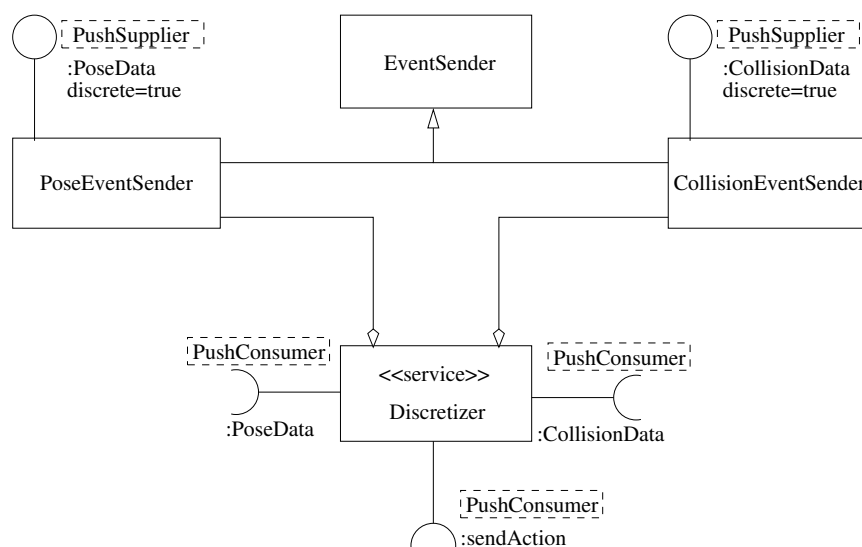 PushSupplier
:PoseData
discrete=true
EventSender
PushSupplier
:CollisionData
discrete=true
PoseEventSender
CollisionEventSender
PushConsumer
:PoseData
<<service>>
Discretizer
PushConsumer
:CollisionData
PushConsumer
:sendAction